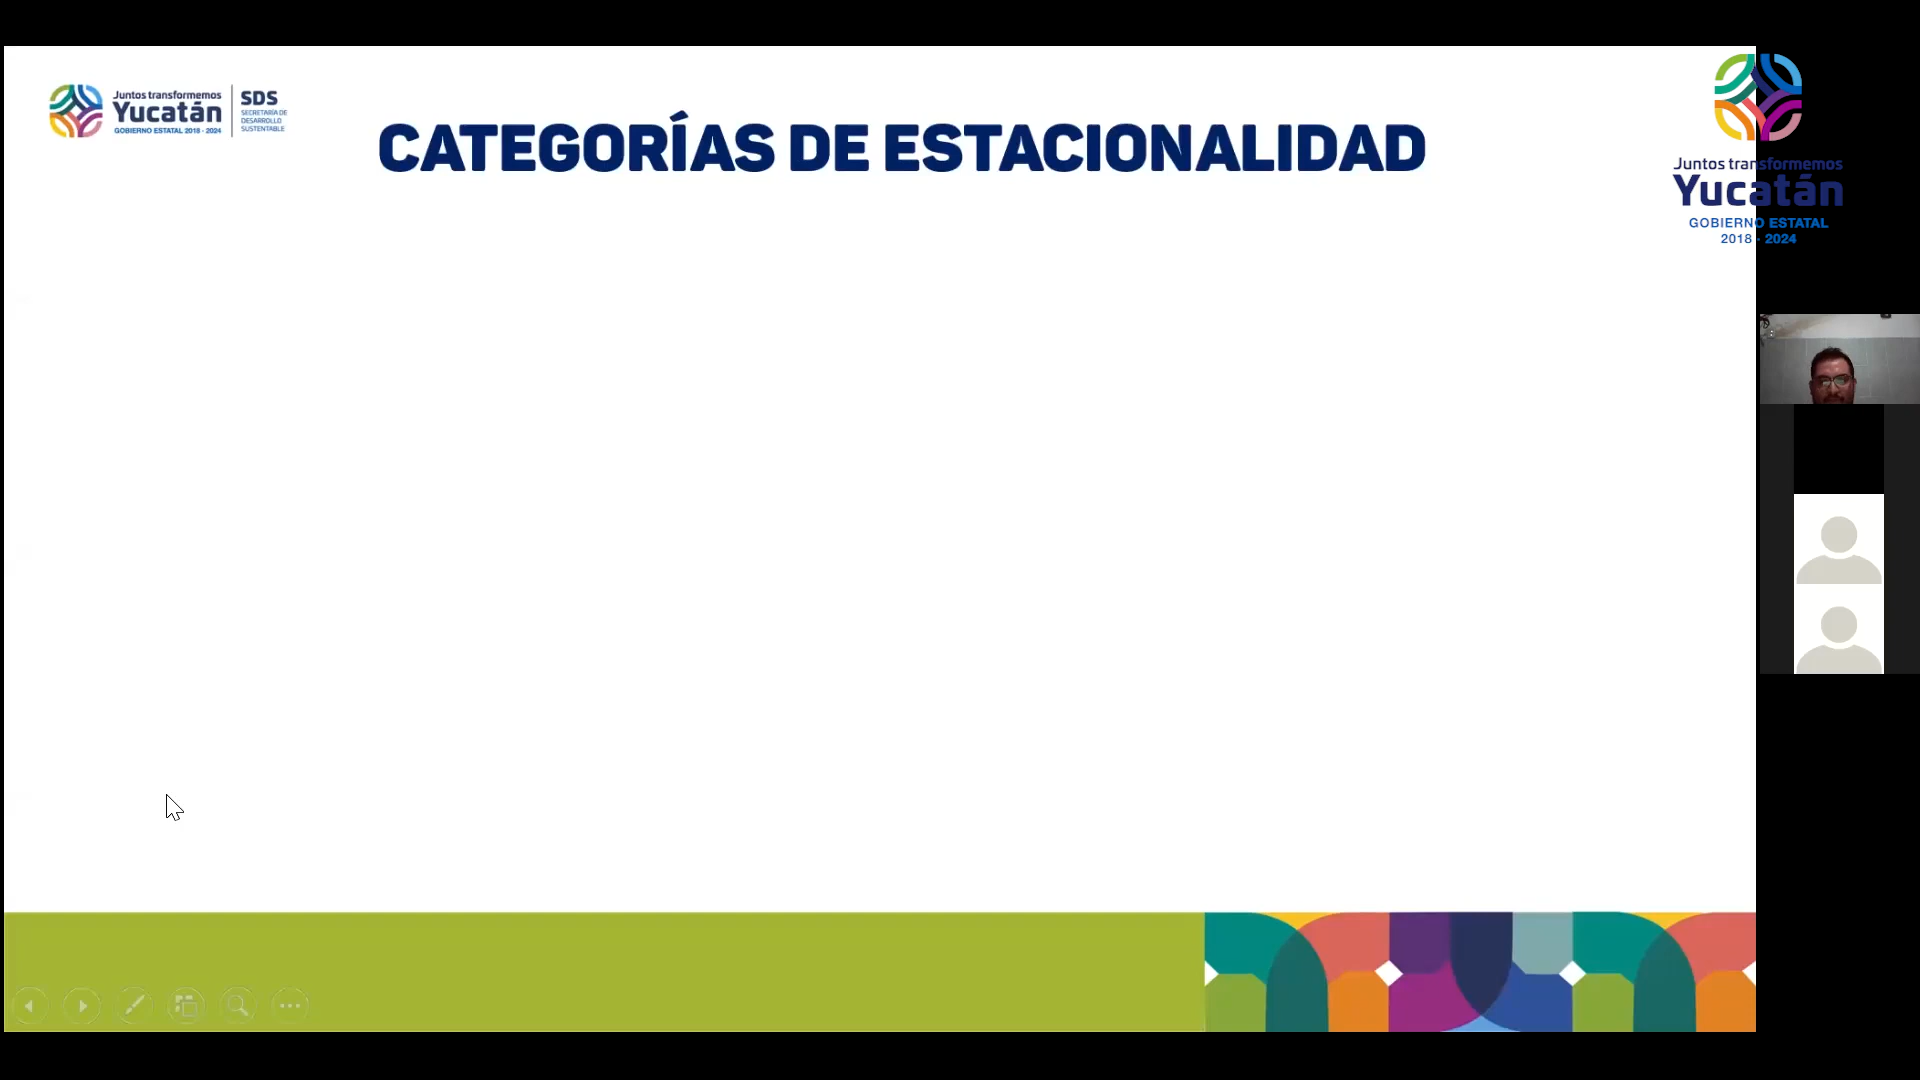 Juntos transformemos
Yucatán
GOBIERNO ESTATAL 2018 - 2024
SDS
SECRETARÍA DE
DESARROLLO
SUSTENTABLE
CATEGORÍAS DE ESTACIONALIDAD
Juntos transformemos
Yucatán
GOBIERNO ESTATAL
2018 - 2024